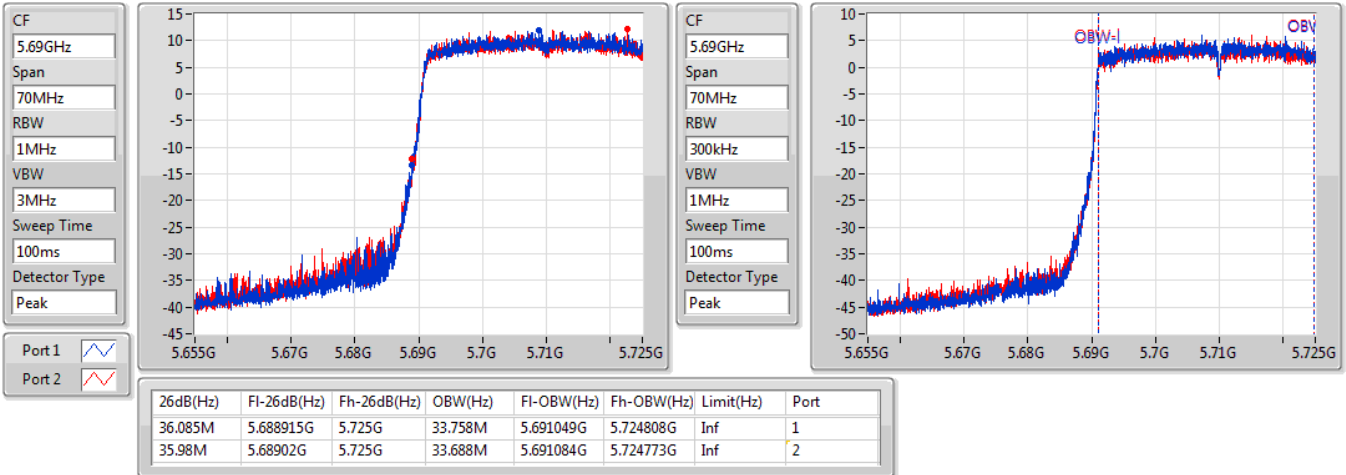 CF
5.69GHz
Span
70MHz
RBW
1MHz
VBW
3MHz
Sweep Time
100ms
Detector Type
Peak
Port 1
Port 2
15
10
5
0
-5
-10
-15
-20
-25
-30
-35
-40
-45
5.655G 5.67G 5.68G 5.69G 5.7G 5.71G 5.725G
CF
5.69GHz
Span
70MHz
RBW
300kHz
VBW
1MHz
Sweep Time
100ms
Detector Type
Peak
10
5
0
-5
-10
-15
-20
-25
-30
-35
-40
-45
-50
OBW-l OBW
5.655G 5.67G 5.68G 5.69G 5.7G 5.71G 5.725G
26dB(Hz) Fl-26dB(Hz) Fh-26dB(Hz) OBW(Hz) Fl-OBW(Hz) Fh-OBW(Hz) Limit(Hz) Port
36.085M 5.688915G 5.725G 33.758M 5.691049G 5.724808G Inf 1
35.98M 5.68902G 5.725G 33.688M 5.691084G 5.724773G Inf 2